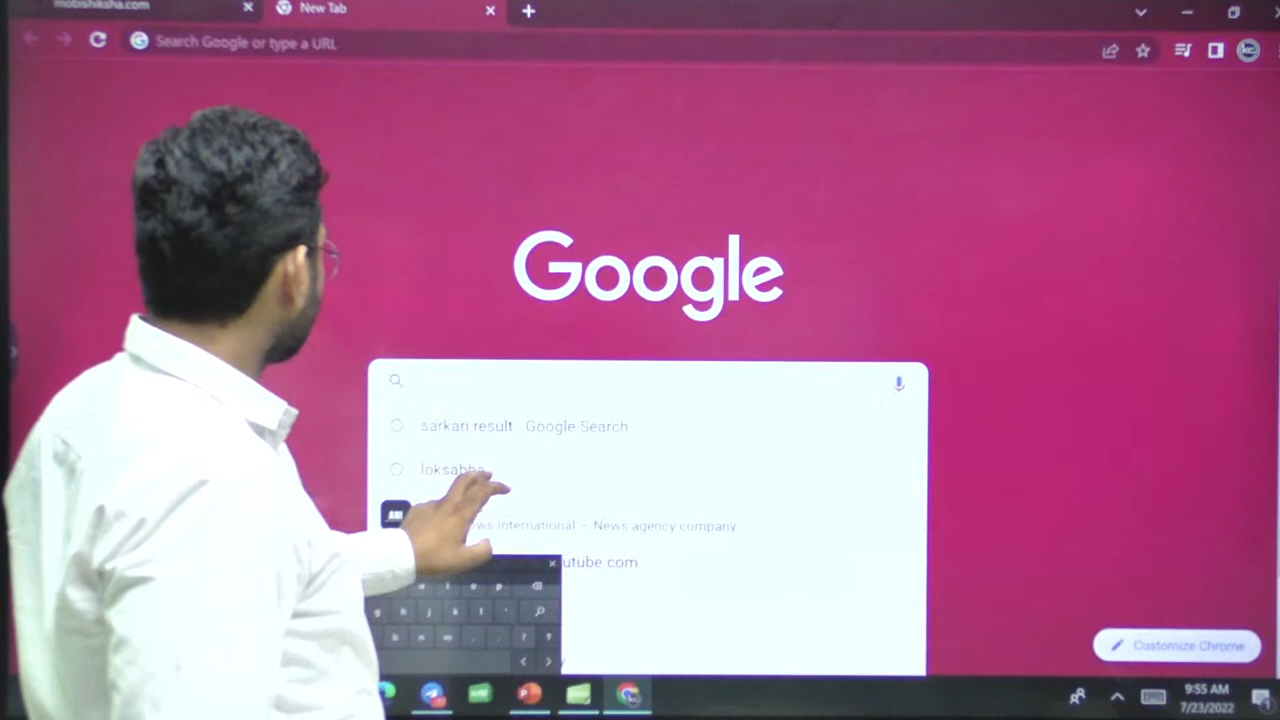 mobishiksha.com
New Tab
Search Google or type a URL
Google
sarkari result Google Search
loksabha
ANI
International – News agency company
utube com
o p
g h j k l '
b n m . ?
Customize Chrome
9:55 AM
7/23/2022